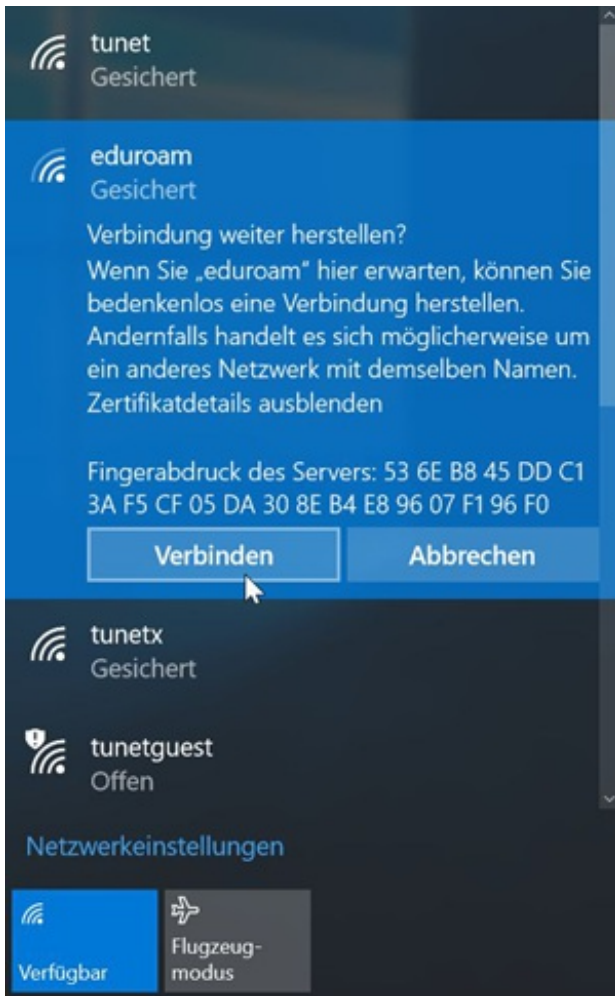 tunet
Gesichert
eduroam
Gesichert
Verbindung weiter herstellen?
Wenn Sie „eduroam“ hier erwarten, können Sie
bedenkenlos eine Verbindung herstellen.
Andernfalls handelt es sich möglicherweise um
ein anderes Netzwerk mit demselben Namen.
Zertifikatdetails ausblenden
Fingerabdruck des Servers: 53 6E B8 45 DD C1
3A F5 CF 05 DA 30 8E B4 E8 96 07 F1 96 F0
Verbinden Abbrechen
tunetx
Gesichert
tunetguest
Offen
Netzwerkeinstellungen
Verfügbar
Flugzeug-
modus